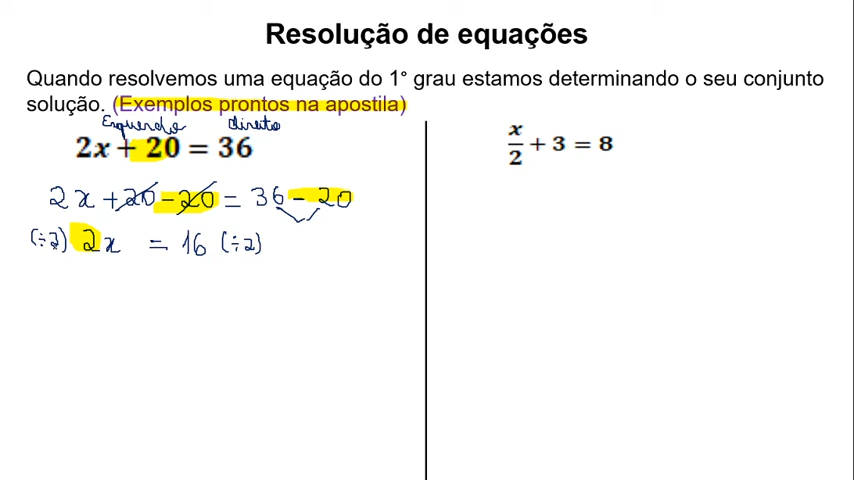 Resolução de equações
Quando resolvemos uma equação do 1° grau estamos determinando o seu conjunto
solução. (Exemplos prontos na apostila)
Esquerdo direito
2x + 20 = 36
2x + 20 - 20 = 36 - 20
(÷2) 2x = 16 (÷2)
x/2 + 3 = 8